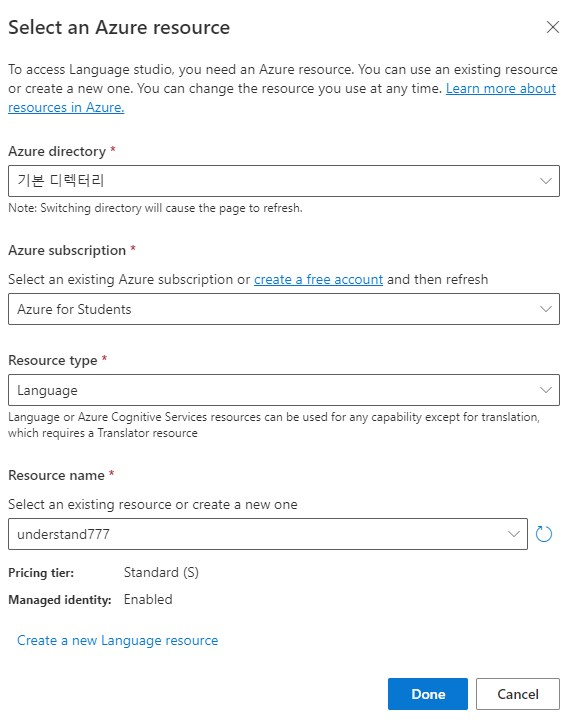 Select an Azure resource
To access Language studio, you need an Azure resource. You can use an existing resource
or create a new one. You can change the resource you use at any time. Learn more about
resources in Azure.
Azure directory *
기본 디렉터리
Note: Switching directory will cause the page to refresh.
Azure subscription *
Select an existing Azure subscription or create a free account and then refresh
Azure for Students
Resource type *
Language
Language or Azure Cognitive Services resources can be used for any capability except for translation,
which requires a Translator resource
Resource name *
Select an existing resource or create a new one
understand777
Pricing tier: Standard (S)
Managed identity: Enabled
Create a new Language resource
Done Cancel